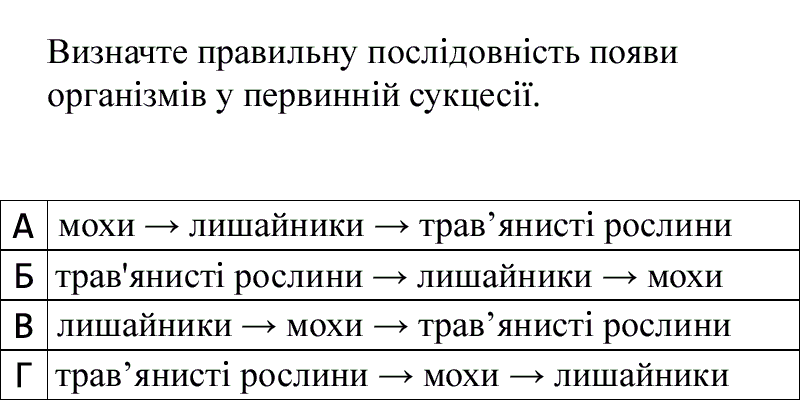 Визначте правильну послідовність появи
організмів у первинній сукцесії.
А мохи → лишайники → трав’янисті рослини
Б трав'янисті рослини → лишайники → мохи
В лишайники → мохи → трав’янисті рослини
Г трав’янисті рослини → мохи → лишайники